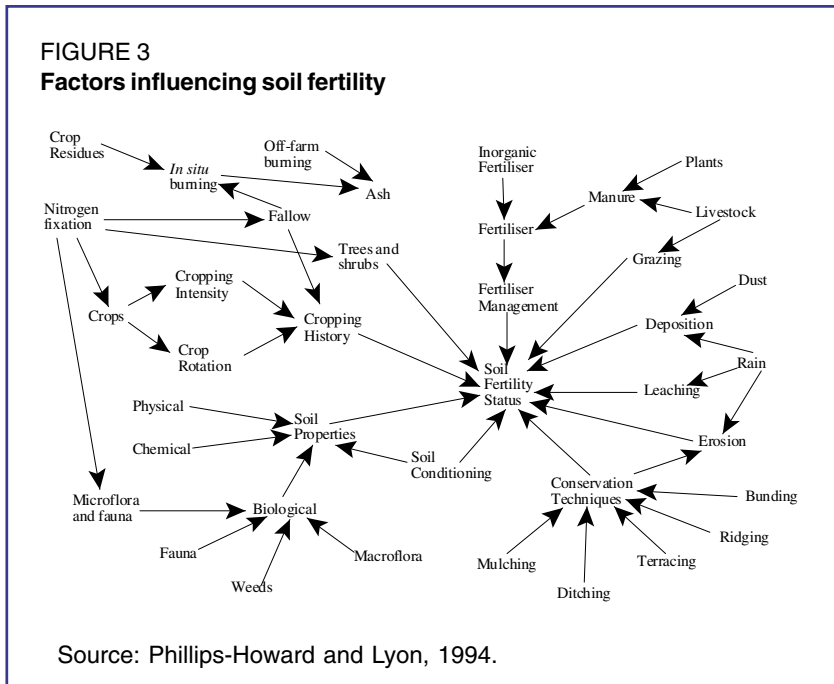 FIGURE 3
Factors influencing soil fertility
Crop
Residues
In situ
burning
Off-farm
burning
Ash
Nitrogen
fixation
Fallow
Trees and
shrubs
Crops
Cropping
Intensity
Crop
Rotation
Cropping
History
Inorganic
Fertiliser
Fertiliser
Fertiliser
Management
Manure
Plants
Livestock
Grazing
Dust
Deposition
Rain
Leaching
Erosion
Soil
Fertility
Status
Physical
Chemical
Soil
Properties
Soil
Conditioning
Microflora
and fauna
Biological
Fauna
Weeds
Macroflora
Conservation
Techniques
Bunding
Ridging
Terracing
Ditching
Mulching
Source: Phillips-Howard and Lyon, 1994.